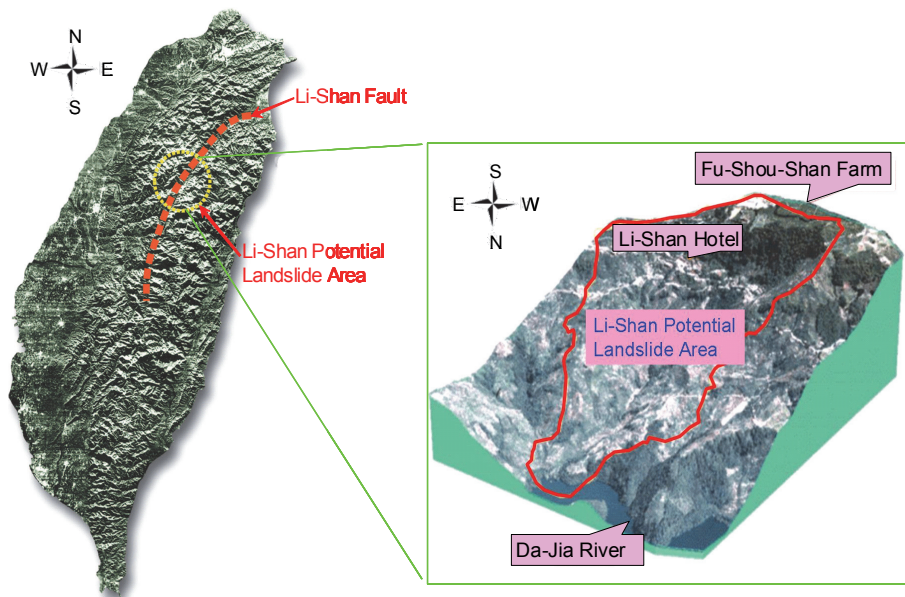 N
W E
S
Li-Shan Fault
Li-Shan Potential
Landslide Area
S
E W
N
Fu-Shou-Shan Farm
Li-Shan Hotel
Li-Shan Potential
Landslide Area
Da-Jia River